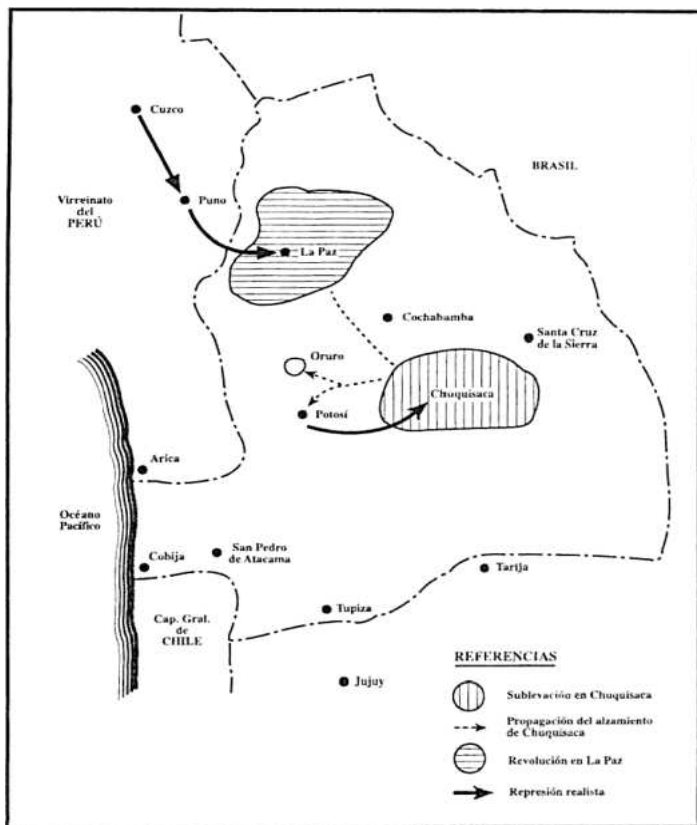 Cuzco
BRASIL
Puno
Virreinato
del
PERÚ
La Paz
Cochabamba
Santa Cruz
de la Sierra
Oruro
Chuquisaca
Potosí
Arica
Océano
Pacífico
San Pedro
de Atacama
Cobija
Tarija
Cap. Gral.
de
CHILE
Tupiza
Jujuy
REFERENCIAS
Sublevación en Chuquisaca
Propagación del alzamiento
de Chuquisaca
Revolución en La Paz
Represión realista